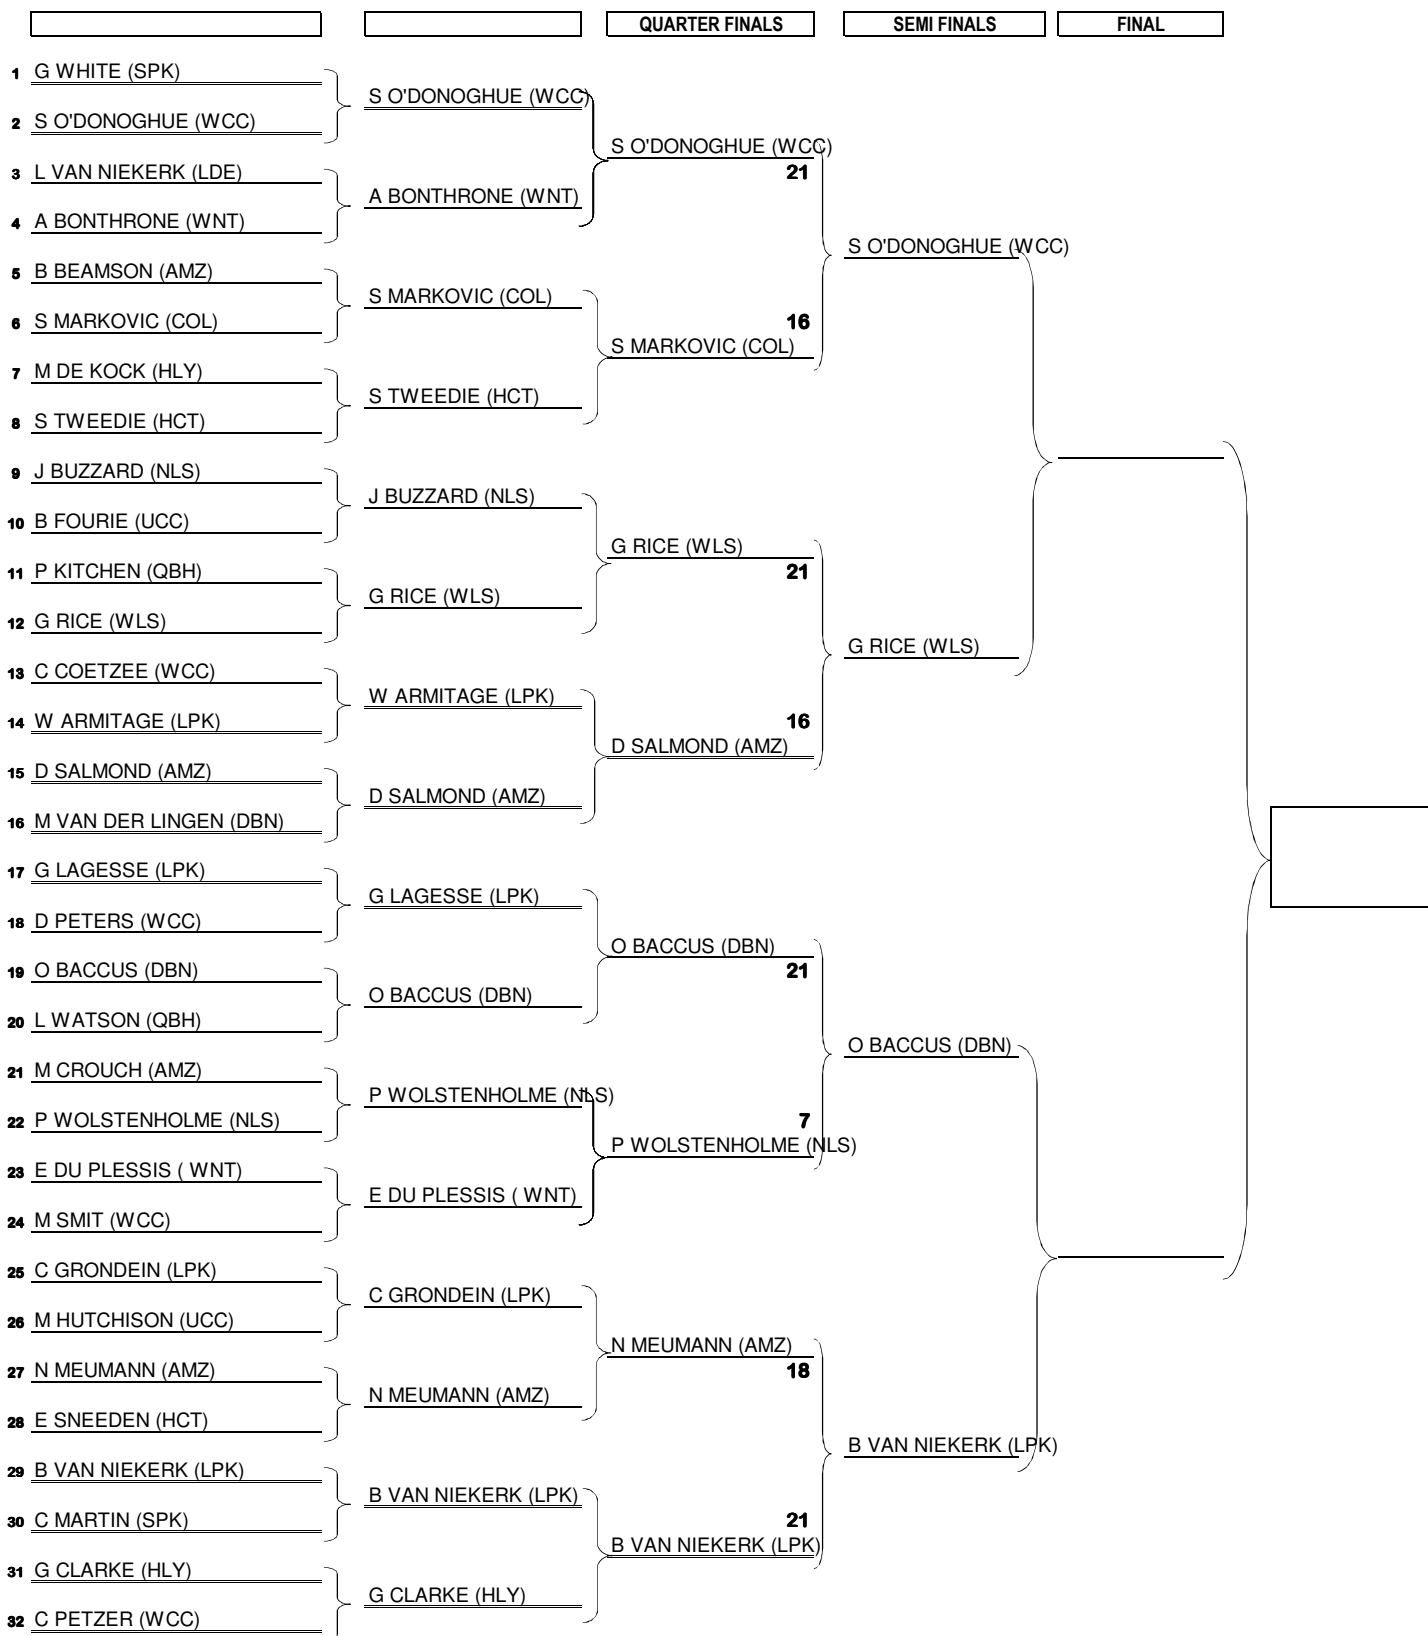 QUARTER FINALS SEMI FINALS FINAL
1 G WHITE (SPK)
S O'DONOGHUE (WCC)
2 S O'DONOGHUE (WCC)
S O'DONOGHUE (WCC)
21
3 L VAN NIEKERK (LDE)
A BONTHRONE (WNT)
4 A BONTHRONE (WNT)
S O'DONOGHUE (WCC)
5 B BEAMSON (AMZ)
S MARKOVIC (COL)
6 S MARKOVIC (COL)
16
S MARKOVIC (COL)
7 M DE KOCK (HLY)
S TWEEDIE (HCT)
8 S TWEEDIE (HCT)
9 J BUZZARD (NLS)
J BUZZARD (NLS)
10 B FOURIE (UCC)
G RICE (WLS)
21
11 P KITCHEN (QBH)
G RICE (WLS)
12 G RICE (WLS)
G RICE (WLS)
13 C COETZEE (WCC)
W ARMITAGE (LPK)
14 W ARMITAGE (LPK)
16
D SALMOND (AMZ)
15 D SALMOND (AMZ)
D SALMOND (AMZ)
16 M VAN DER LINGEN (DBN)
17 G LAGESSE (LPK)
G LAGESSE (LPK)
18 D PETERS (WCC)
O BACCUS (DBN)
21
19 O BACCUS (DBN)
O BACCUS (DBN)
20 L WATSON (QBH)
O BACCUS (DBN)
21 M CROUCH (AMZ)
P WOLSTENHOLME (NLS)
22 P WOLSTENHOLME (NLS)
7
P WOLSTENHOLME (NLS)
23 E DU PLESSIS ( WNT)
E DU PLESSIS ( WNT)
24 M SMIT (WCC)
25 C GRONDEIN (LPK)
C GRONDEIN (LPK)
26 M HUTCHISON (UCC)
N MEUMANN (AMZ)
18
27 N MEUMANN (AMZ)
N MEUMANN (AMZ)
28 E SNEEDEN (HCT)
B VAN NIEKERK (LPK)
29 B VAN NIEKERK (LPK)
B VAN NIEKERK (LPK)
30 C MARTIN (SPK)
21
B VAN NIEKERK (LPK)
31 G CLARKE (HLY)
G CLARKE (HLY)
32 C PETZER (WCC)